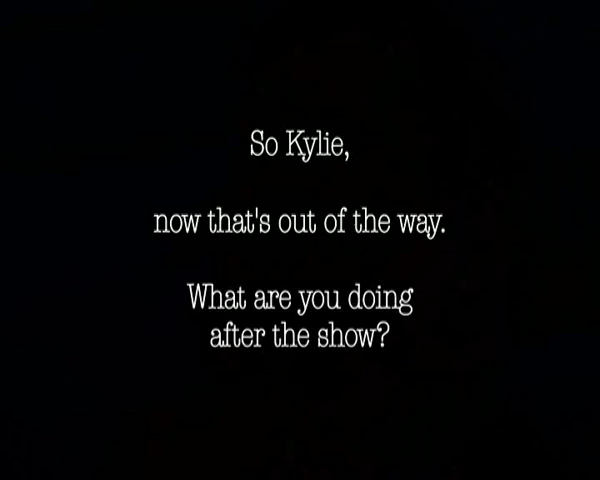 So Kylie,
now that's out of the way.
What are you doing
after the show?